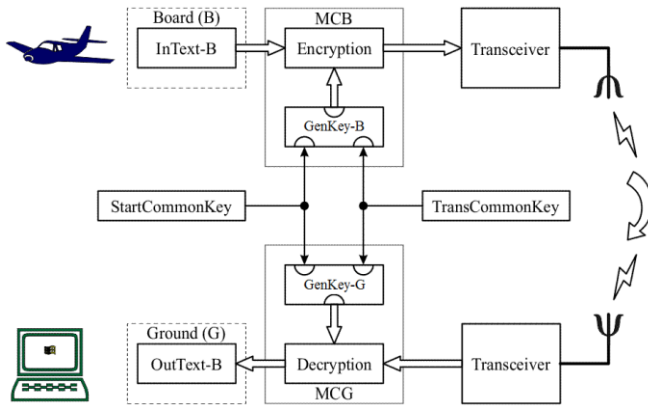 Board (B)
MCB
InText-B
Encryption
Transceiver
GenKey-B
StartCommonKey
TransCommonKey
GenKey-G
Ground (G)
OutText-B
Decryption
Transceiver
MCG